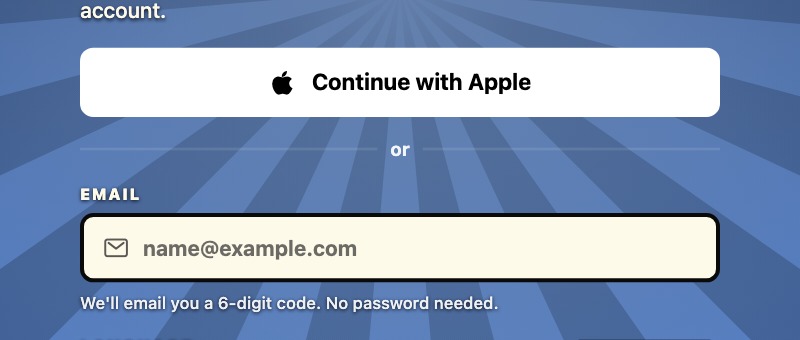 account.
Continue with Apple
or
EMAIL
name@example.com
We'll email you a 6-digit code. No password needed.